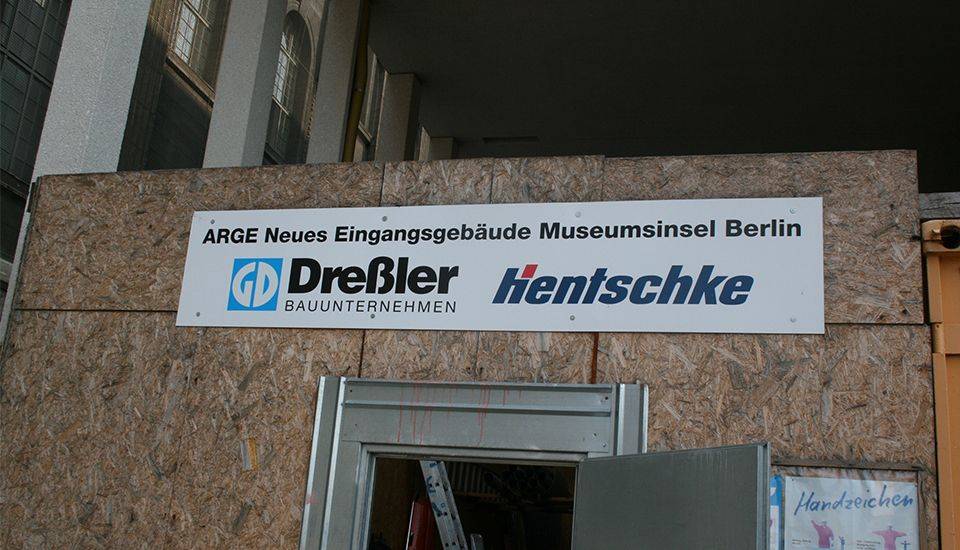 ARGE Neues Eingangsgebäude Museumsinsel Berlin
GD Dreßler
BAUUNTERNEHMEN
Hentschke
Handzeichen